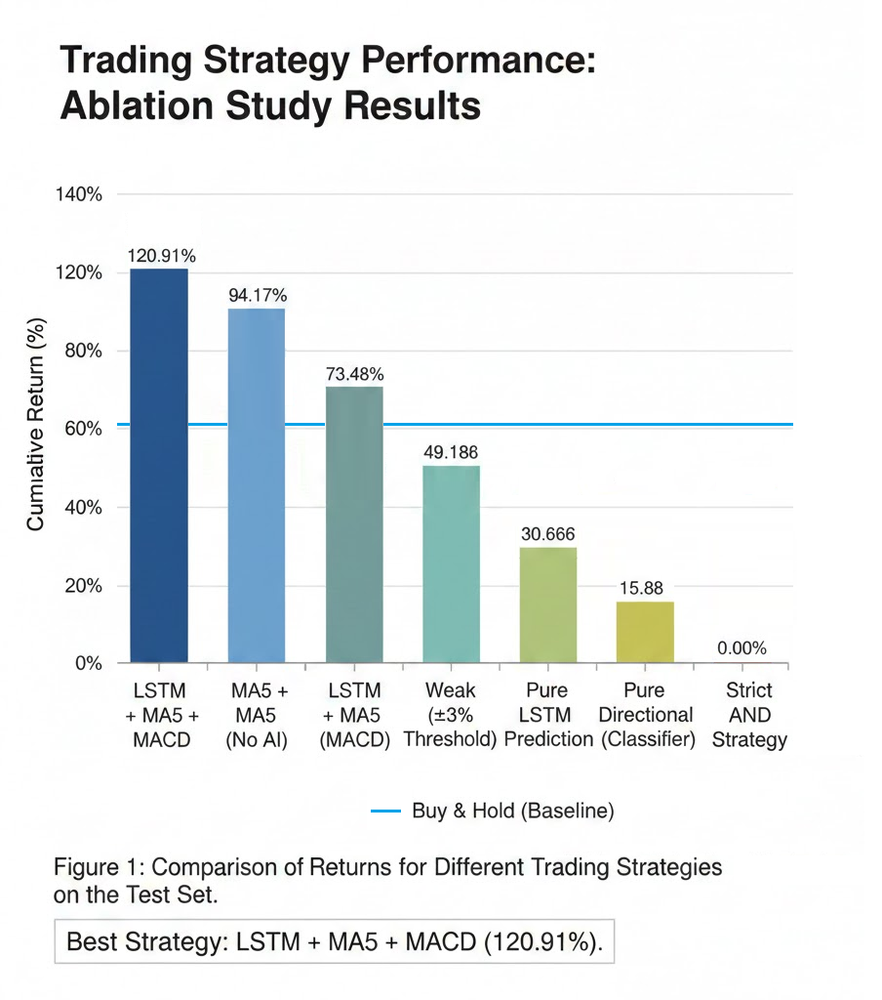 Trading Strategy Performance:
Ablation Study Results
140%
120%
80%
60%
40%
20%
0%
Cumıative Return (%)
120.91%
94.17%
73.48%
49.188
30.666
15.88
0.00%
LSTM
+ MA5 +
MACD
MA5 +
MA5
(No AI)
LSTM
+ MA5
(MACD)
Weak
(±3%
Threshold)
Pure
LSTM
Prediction
Pure
Directional
(Classifier)
Strict
AND
Strategy
Buy & Hold (Baseline)
Figure 1: Comparison of Returns for Different Trading Strategies
on the Test Set.
Best Strategy: LSTM + MA5 + MACD (120.91%).